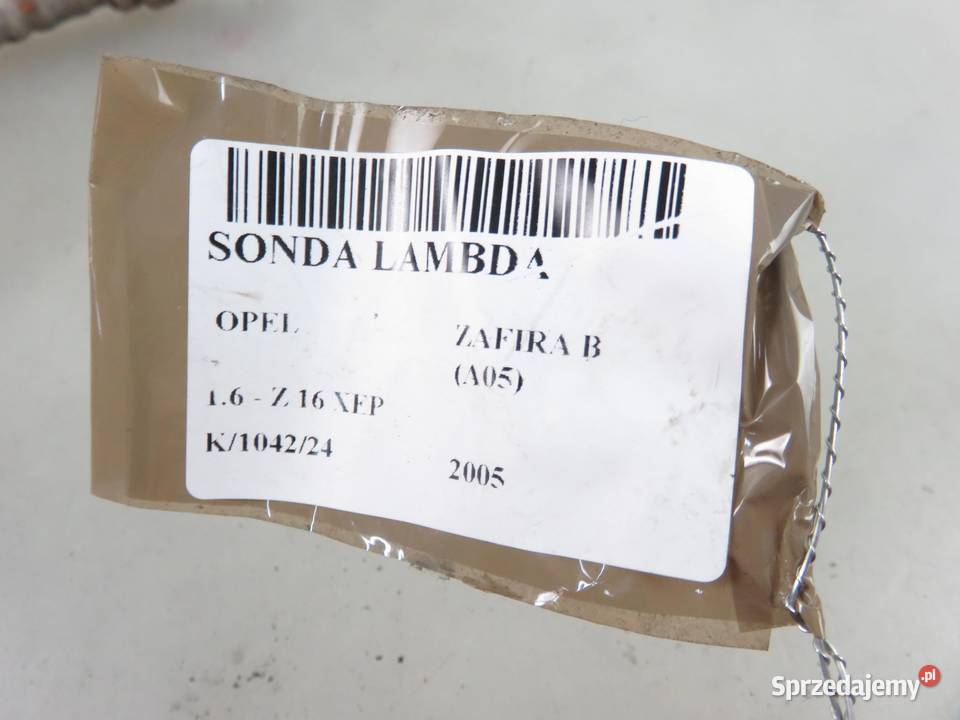 SONDA LAMBDA
OPEL ZAFIRA B
(A05)
1.6 - Z 16 XEP
K/1042/24
2005
Sprzedajemy.pl